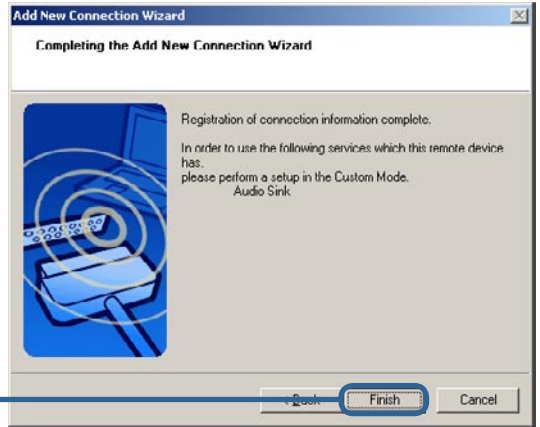 Add New Connection Wizard
Completing the Add New Connection Wizard
Registration of connection information complete.
In order to use the following services which this remote device
has.
please perform a setup in the Custom Mode.
Audio Sink
< Back
Finish
Cancel